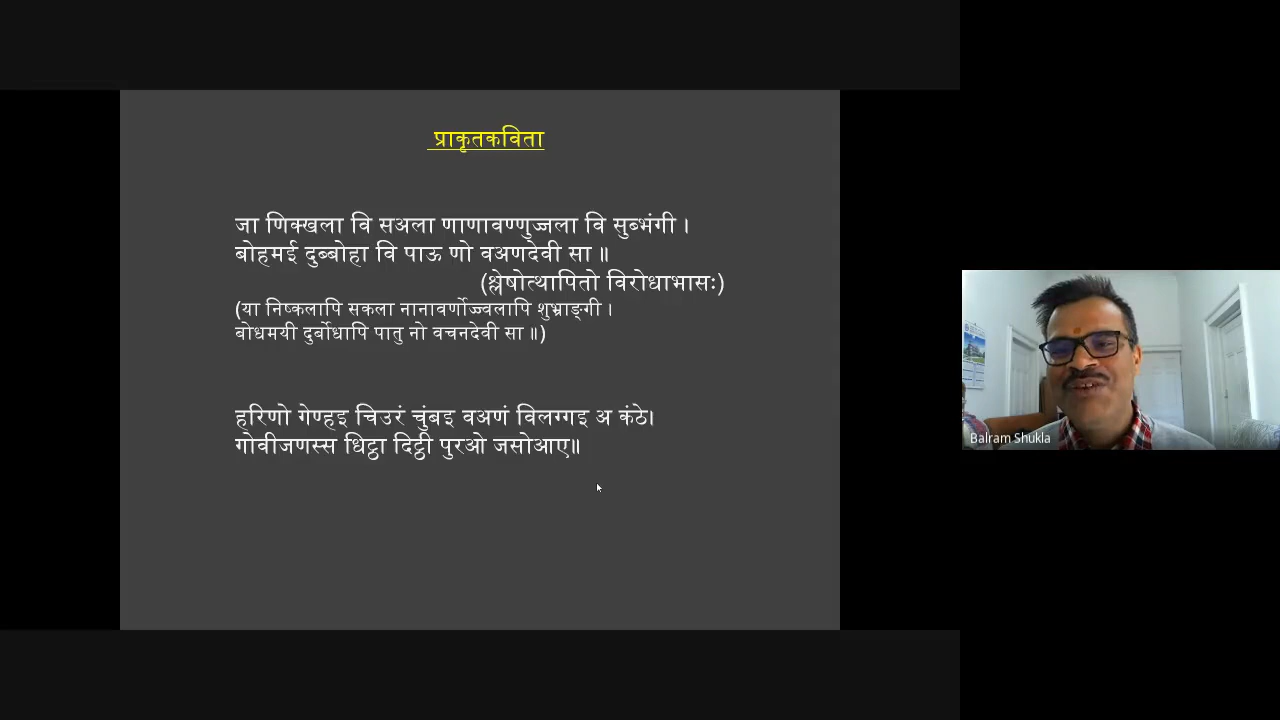 प्राकृतकविता
जा णिक्खला वि सअला णाणावण्णुज्जला वि सुब्भंगी ।
बोहमई दुब्बोहा वि पाऊ णो वअणदेवी सा ॥
(श्लेषोत्थापितो विरोधाभासः)
(या निष्कलापि सकला नानावर्णोज्ज्वलापि शुभ्राङ्गी ।
बोधमयी दुर्बोधापि पातु नो वचनदेवी सा ॥)
हरिणो गेण्हइ चिउरं चुंबइ वअणं विलग्गइ अ कंठे।
गोवीजणस्स धिट्ठा दिट्ठी पुरओ जसोआए॥
Balram Shukla